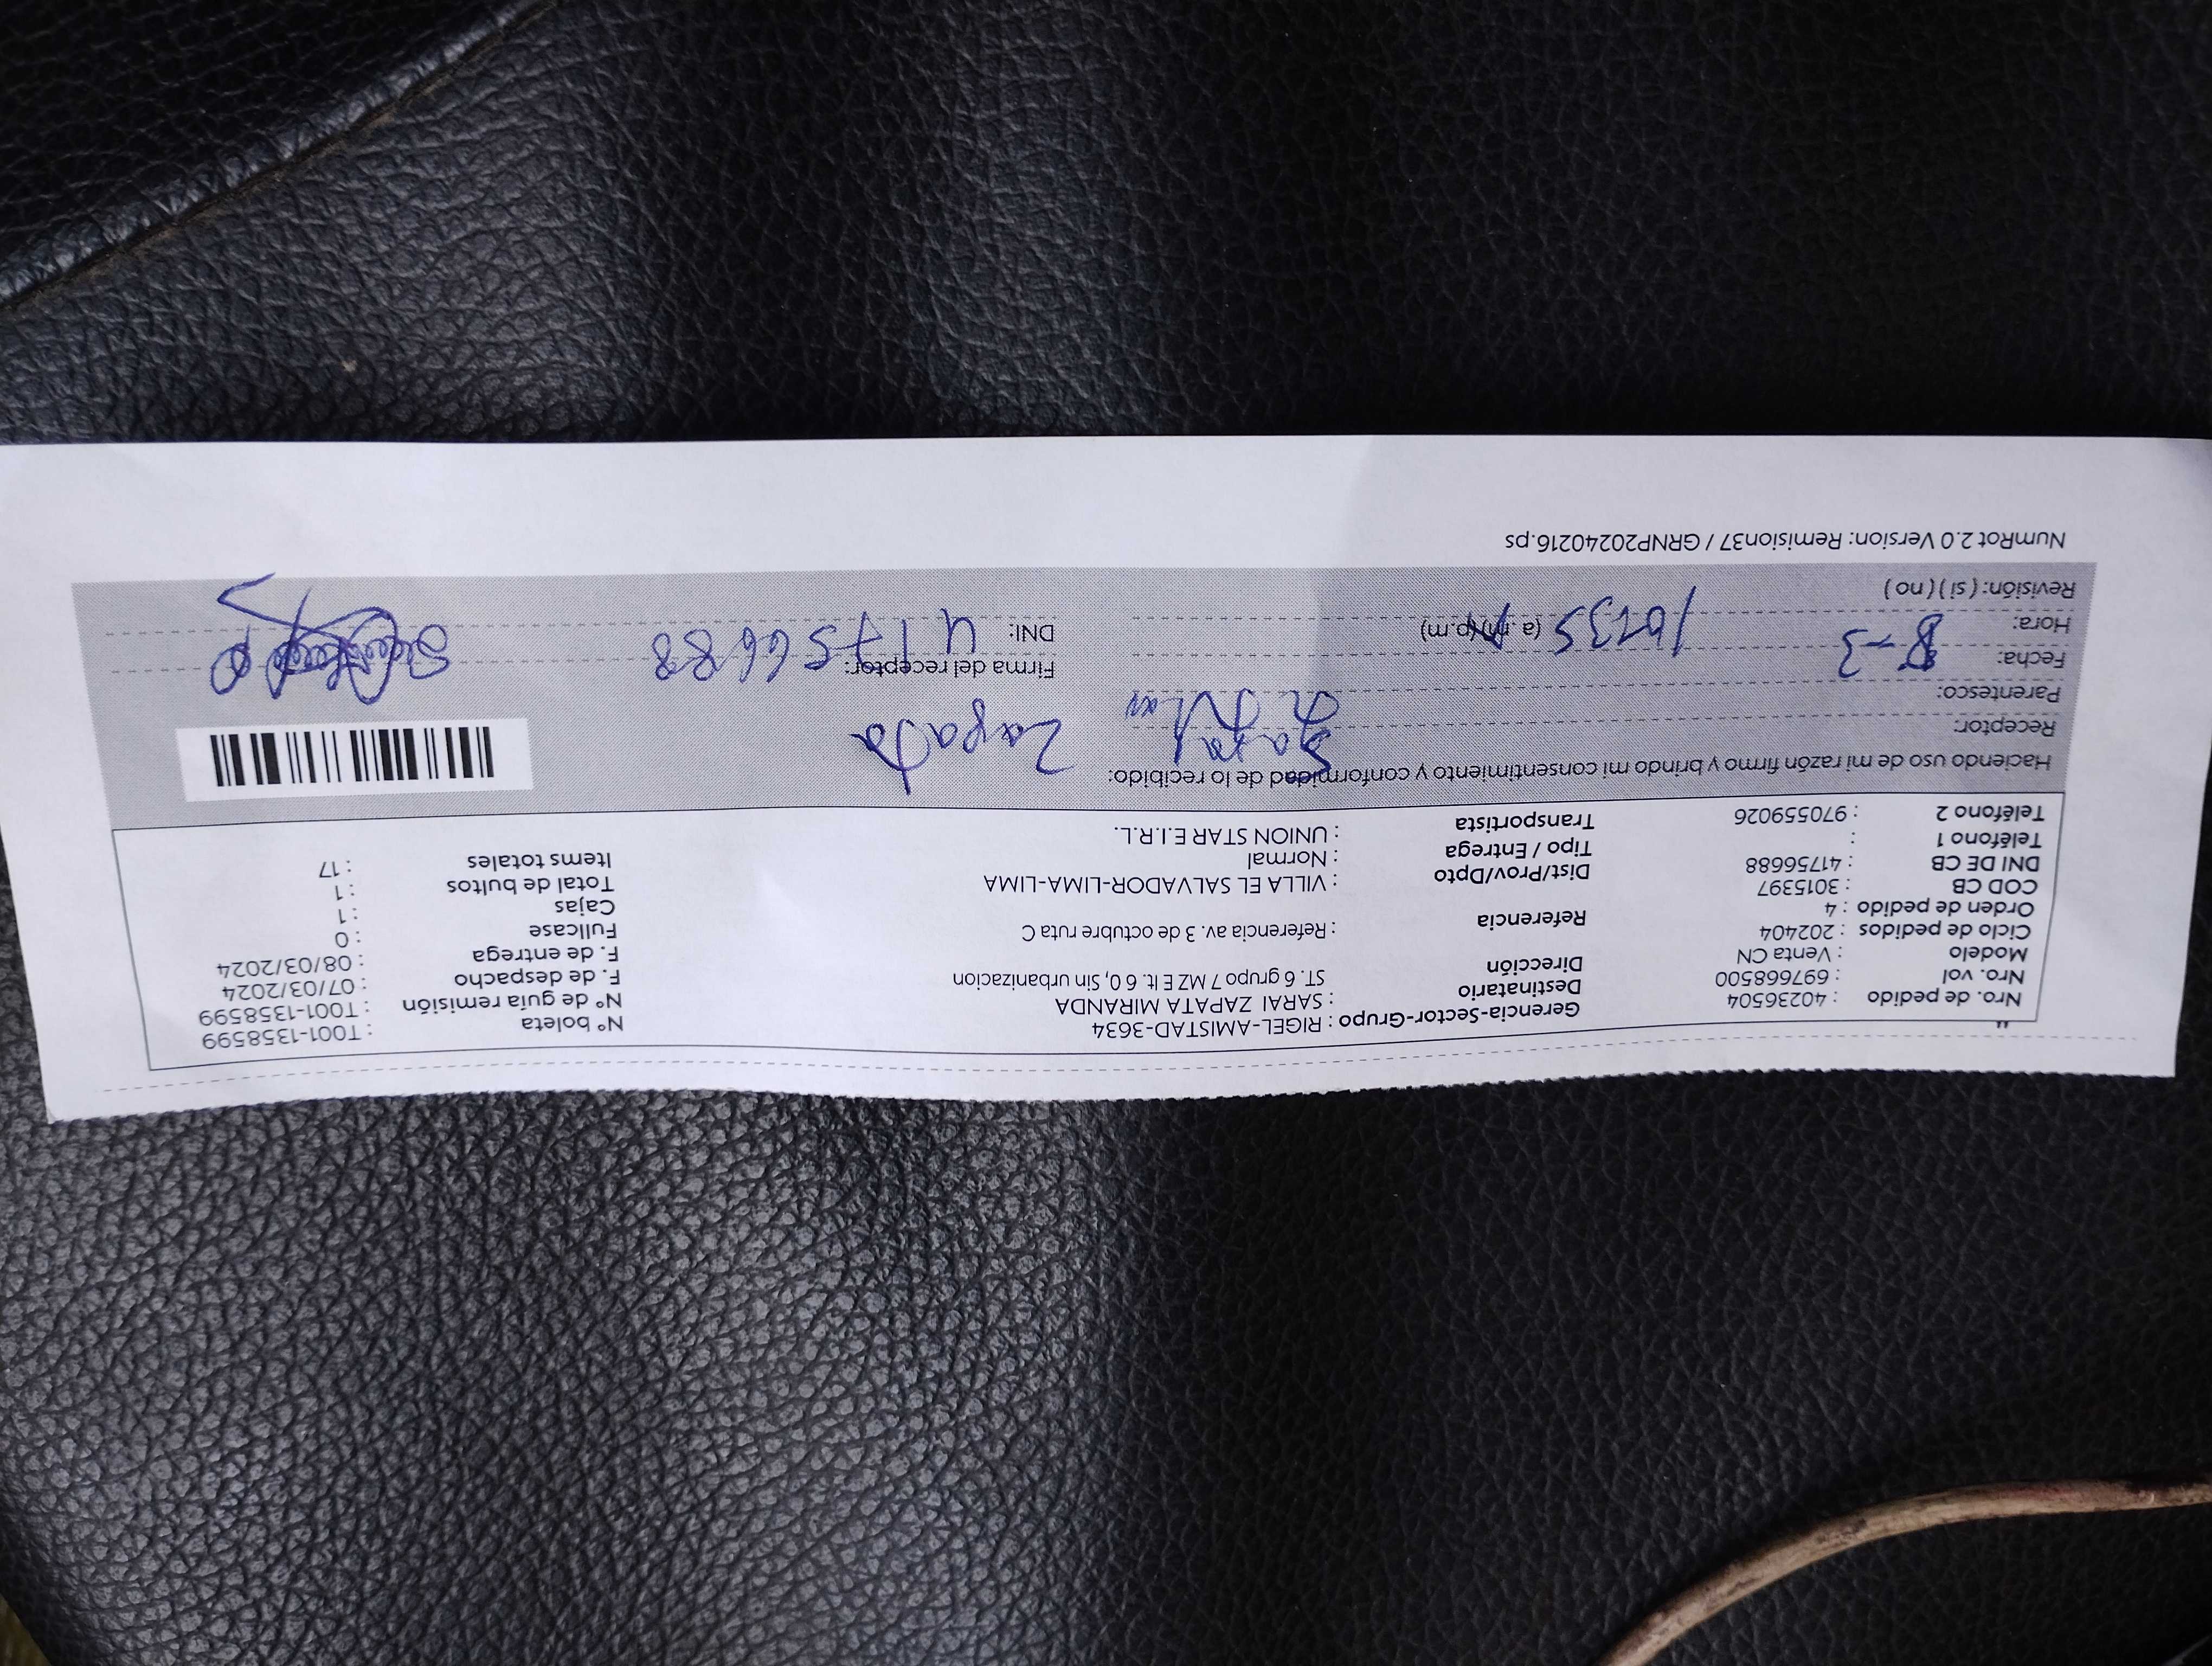 Nro. de pedido : 40236504
Nro. vol : 697668500
Modelo : Venta CN
Ciclo de pedidos : 202404
Orden de pedido : 4
COD CB : 3015397
DNI DE CB : 41756688
Teléfono 1 :
Teléfono 2 : 970559026
Gerencia-Sector-Grupo : RIGEL-AMISTAD-3634
Destinatario : SARAI ZAPATA MIRANDA
Dirección ST. 6 grupo 7 MZ E lt. 6 0, Sin urbanizacion
Referencia : Referencia av. 3 de octubre ruta C
Dist/Prov/Dpto : VILLA EL SALVADOR-LIMA-LIMA
Tipo / Entrega : Normal
Transportista : UNION STAR E.I.R.L.
N° boleta : T001-1358599
N° de guía remisión : T001-1358599
F. de despacho : 07/03/2024
F. de entrega : 08/03/2024
Fullcase : 0
Cajas : 1
Total de bultos : 1
Items totales : 17
Haciendo uso de mi razón firmo y brindo mi consentimiento y conformidad de lo recibido:
Receptor: Sarai Zapata
Parentesco: Titular
Fecha: 8-3
Hora: 10:35 (a.m) (p.m)
Revisión: ( si ) ( no )
Firma del receptor:
DNI: 41756688
NumRot 2.0 Version: Remision37 / GRNP20240216.ps